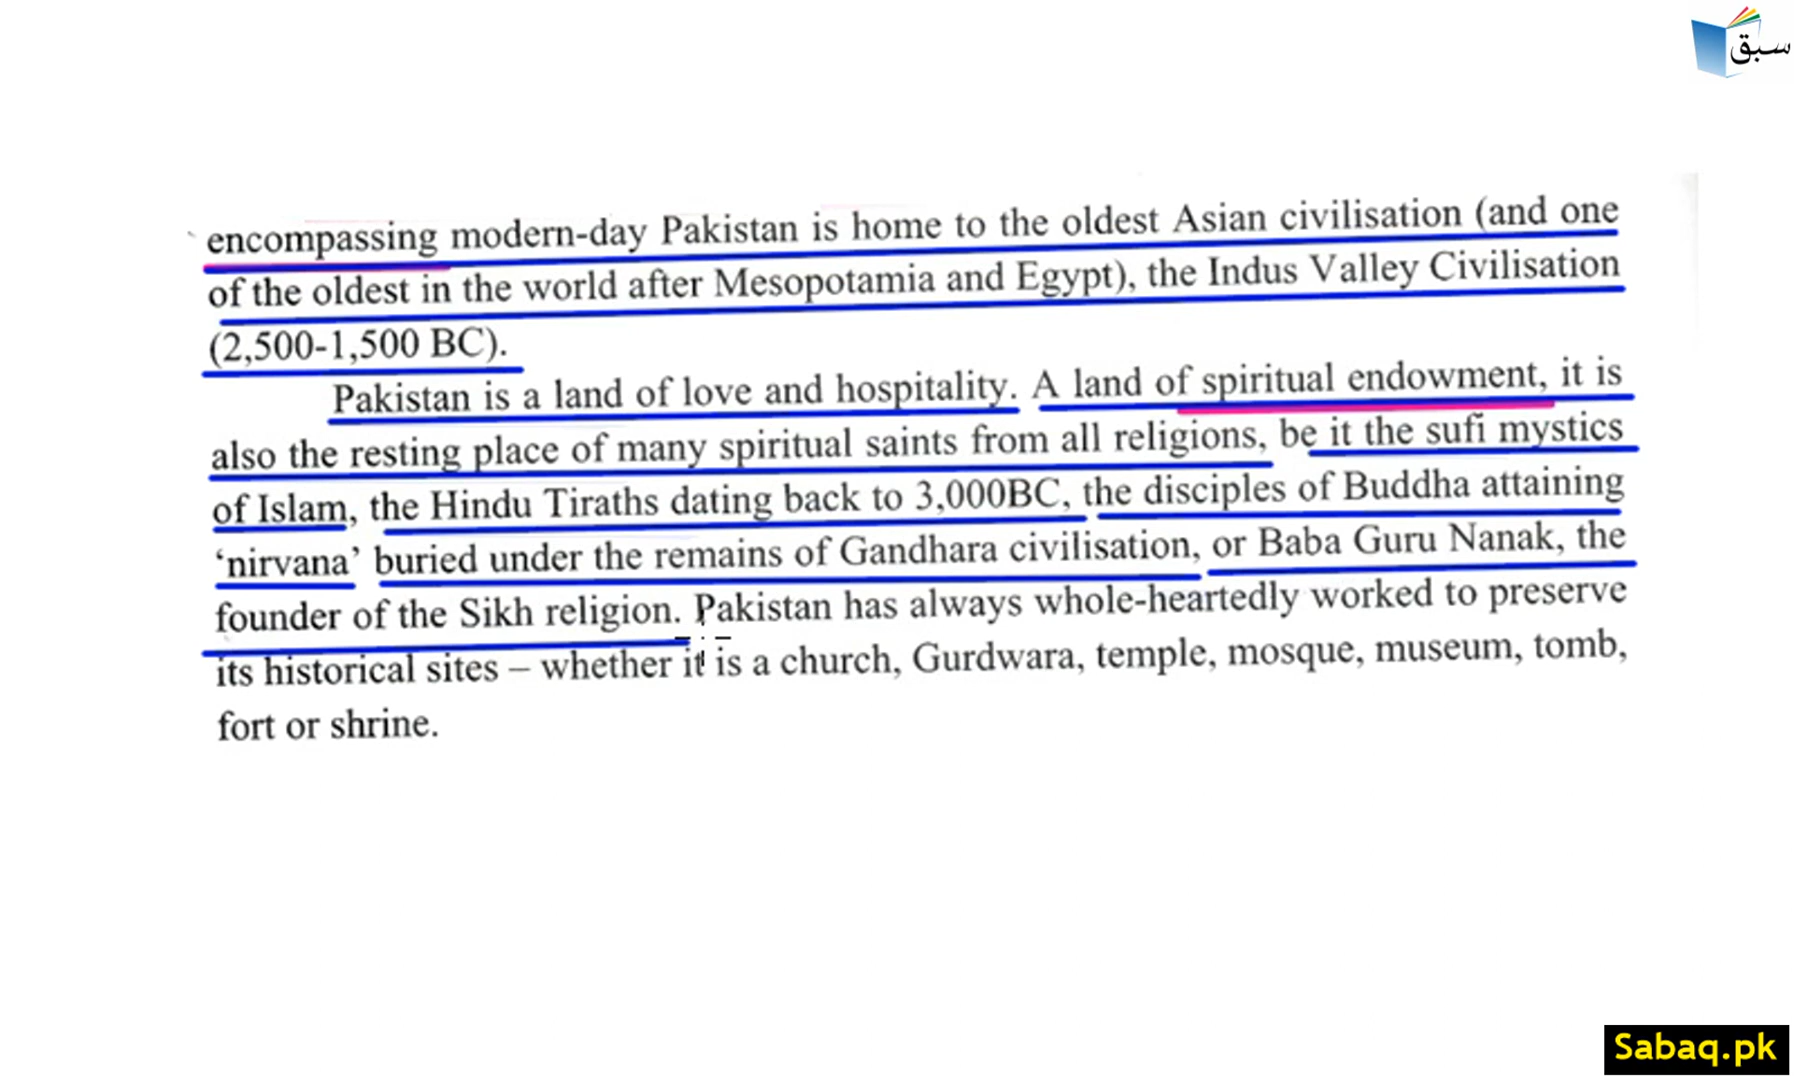 سبق
encompassing modern-day Pakistan is home to the oldest Asian civilisation (and one
of the oldest in the world after Mesopotamia and Egypt), the Indus Valley Civilisation
(2,500-1,500 BC).
Pakistan is a land of love and hospitality. A land of spiritual endowment, it is
also the resting place of many spiritual saints from all religions, be it the sufi mystics
of Islam, the Hindu Tiraths dating back to 3,000BC, the disciples of Buddha attaining
‘nirvana’ buried under the remains of Gandhara civilisation, or Baba Guru Nanak, the
founder of the Sikh religion. Pakistan has always whole-heartedly worked to preserve
its historical sites – whether it is a church, Gurdwara, temple, mosque, museum, tomb,
fort or shrine.
Sabaq.pk